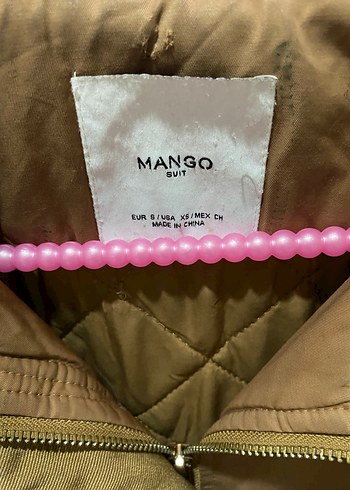 MANGO
SUIT
EUR S / USA XS / MEX CH
MADE IN CHINA